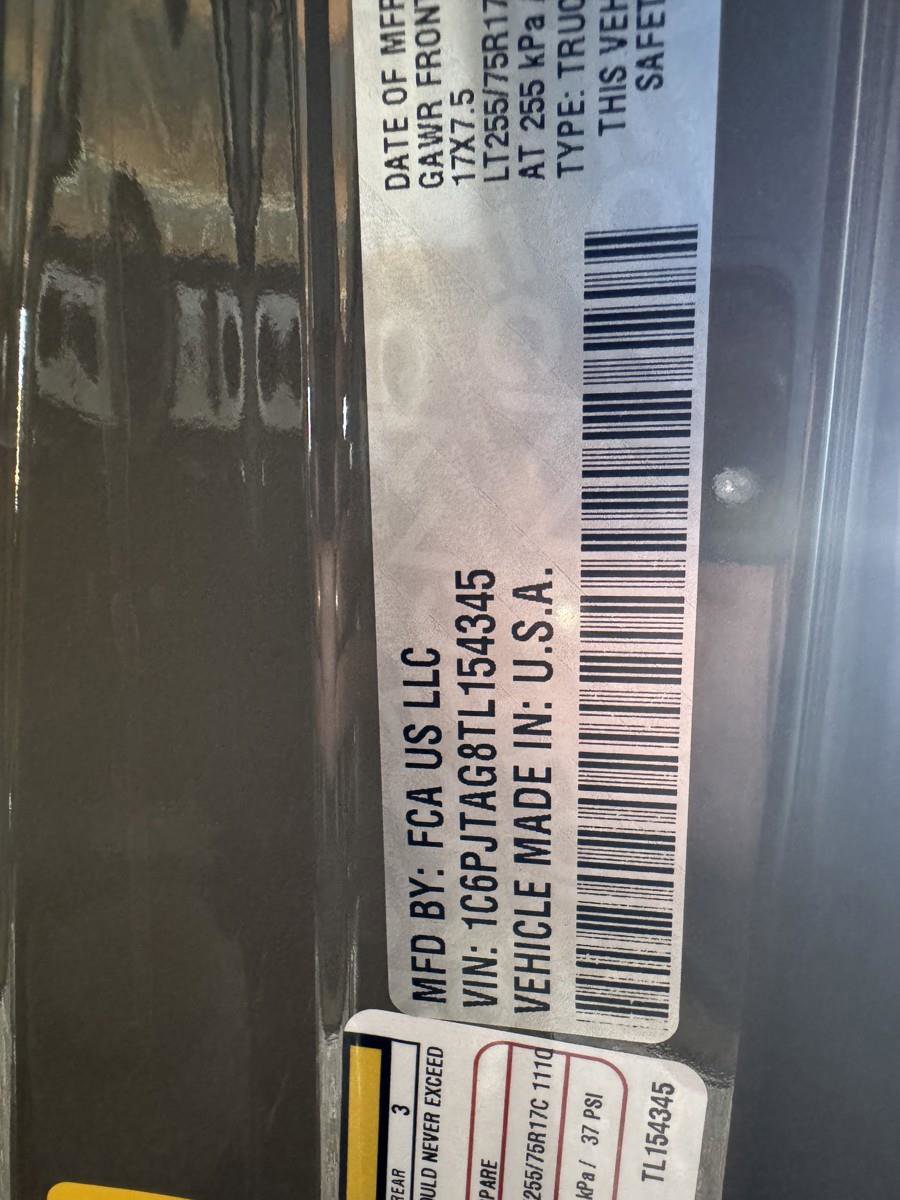 MFD BY: FCA US LLC
VIN: 1C6PJTAG8TL154345
VEHICLE MADE IN: U.S.A.
DATE OF MFR
GAWR FRONT
17X7.5
LT255/75R17
AT 255 kPa
TYPE: TRUC
THIS VEH
SAFET
REAR 3
ULD NEVER EXCEED
PARE
255/75R17C 111
kPa / 37 PSI
TL154345